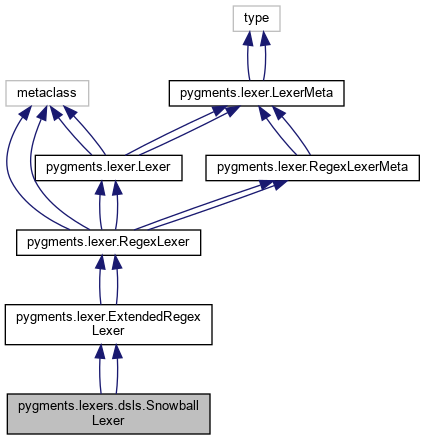 type
metaclass
pygments.lexer.LexerMeta
pygments.lexer.Lexer
pygments.lexer.RegexLexerMeta
pygments.lexer.RegexLexer
pygments.lexer.ExtendedRegex
Lexer
pygments.lexers.dsls.Snowball
Lexer